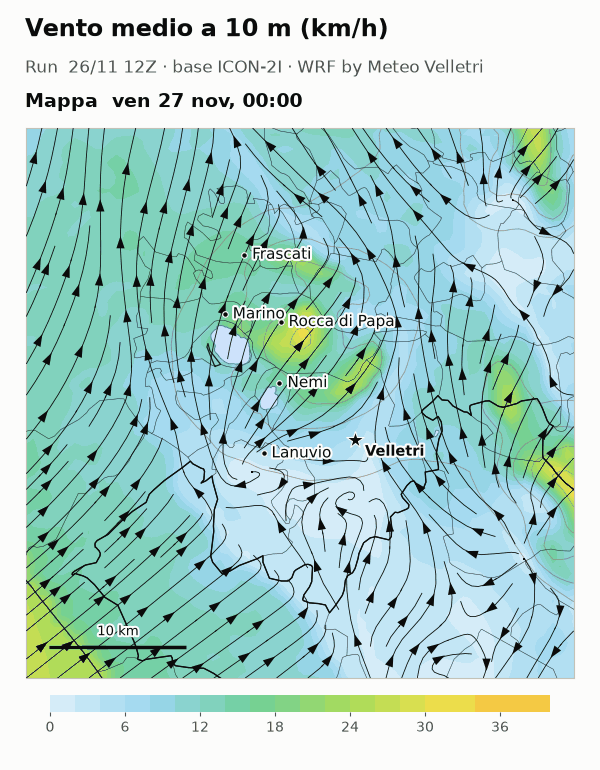 Vento medio a 10 m (km/h)
Run  26/11 12Z · base ICON-2I · WRF by Meteo Velletri
Mappa  ven 27 nov, 00:00
Frascati
Marino
Rocca di Papa
Nemi
Velletri
Lanuvio
10 km
0 6 12 18 24 30 36